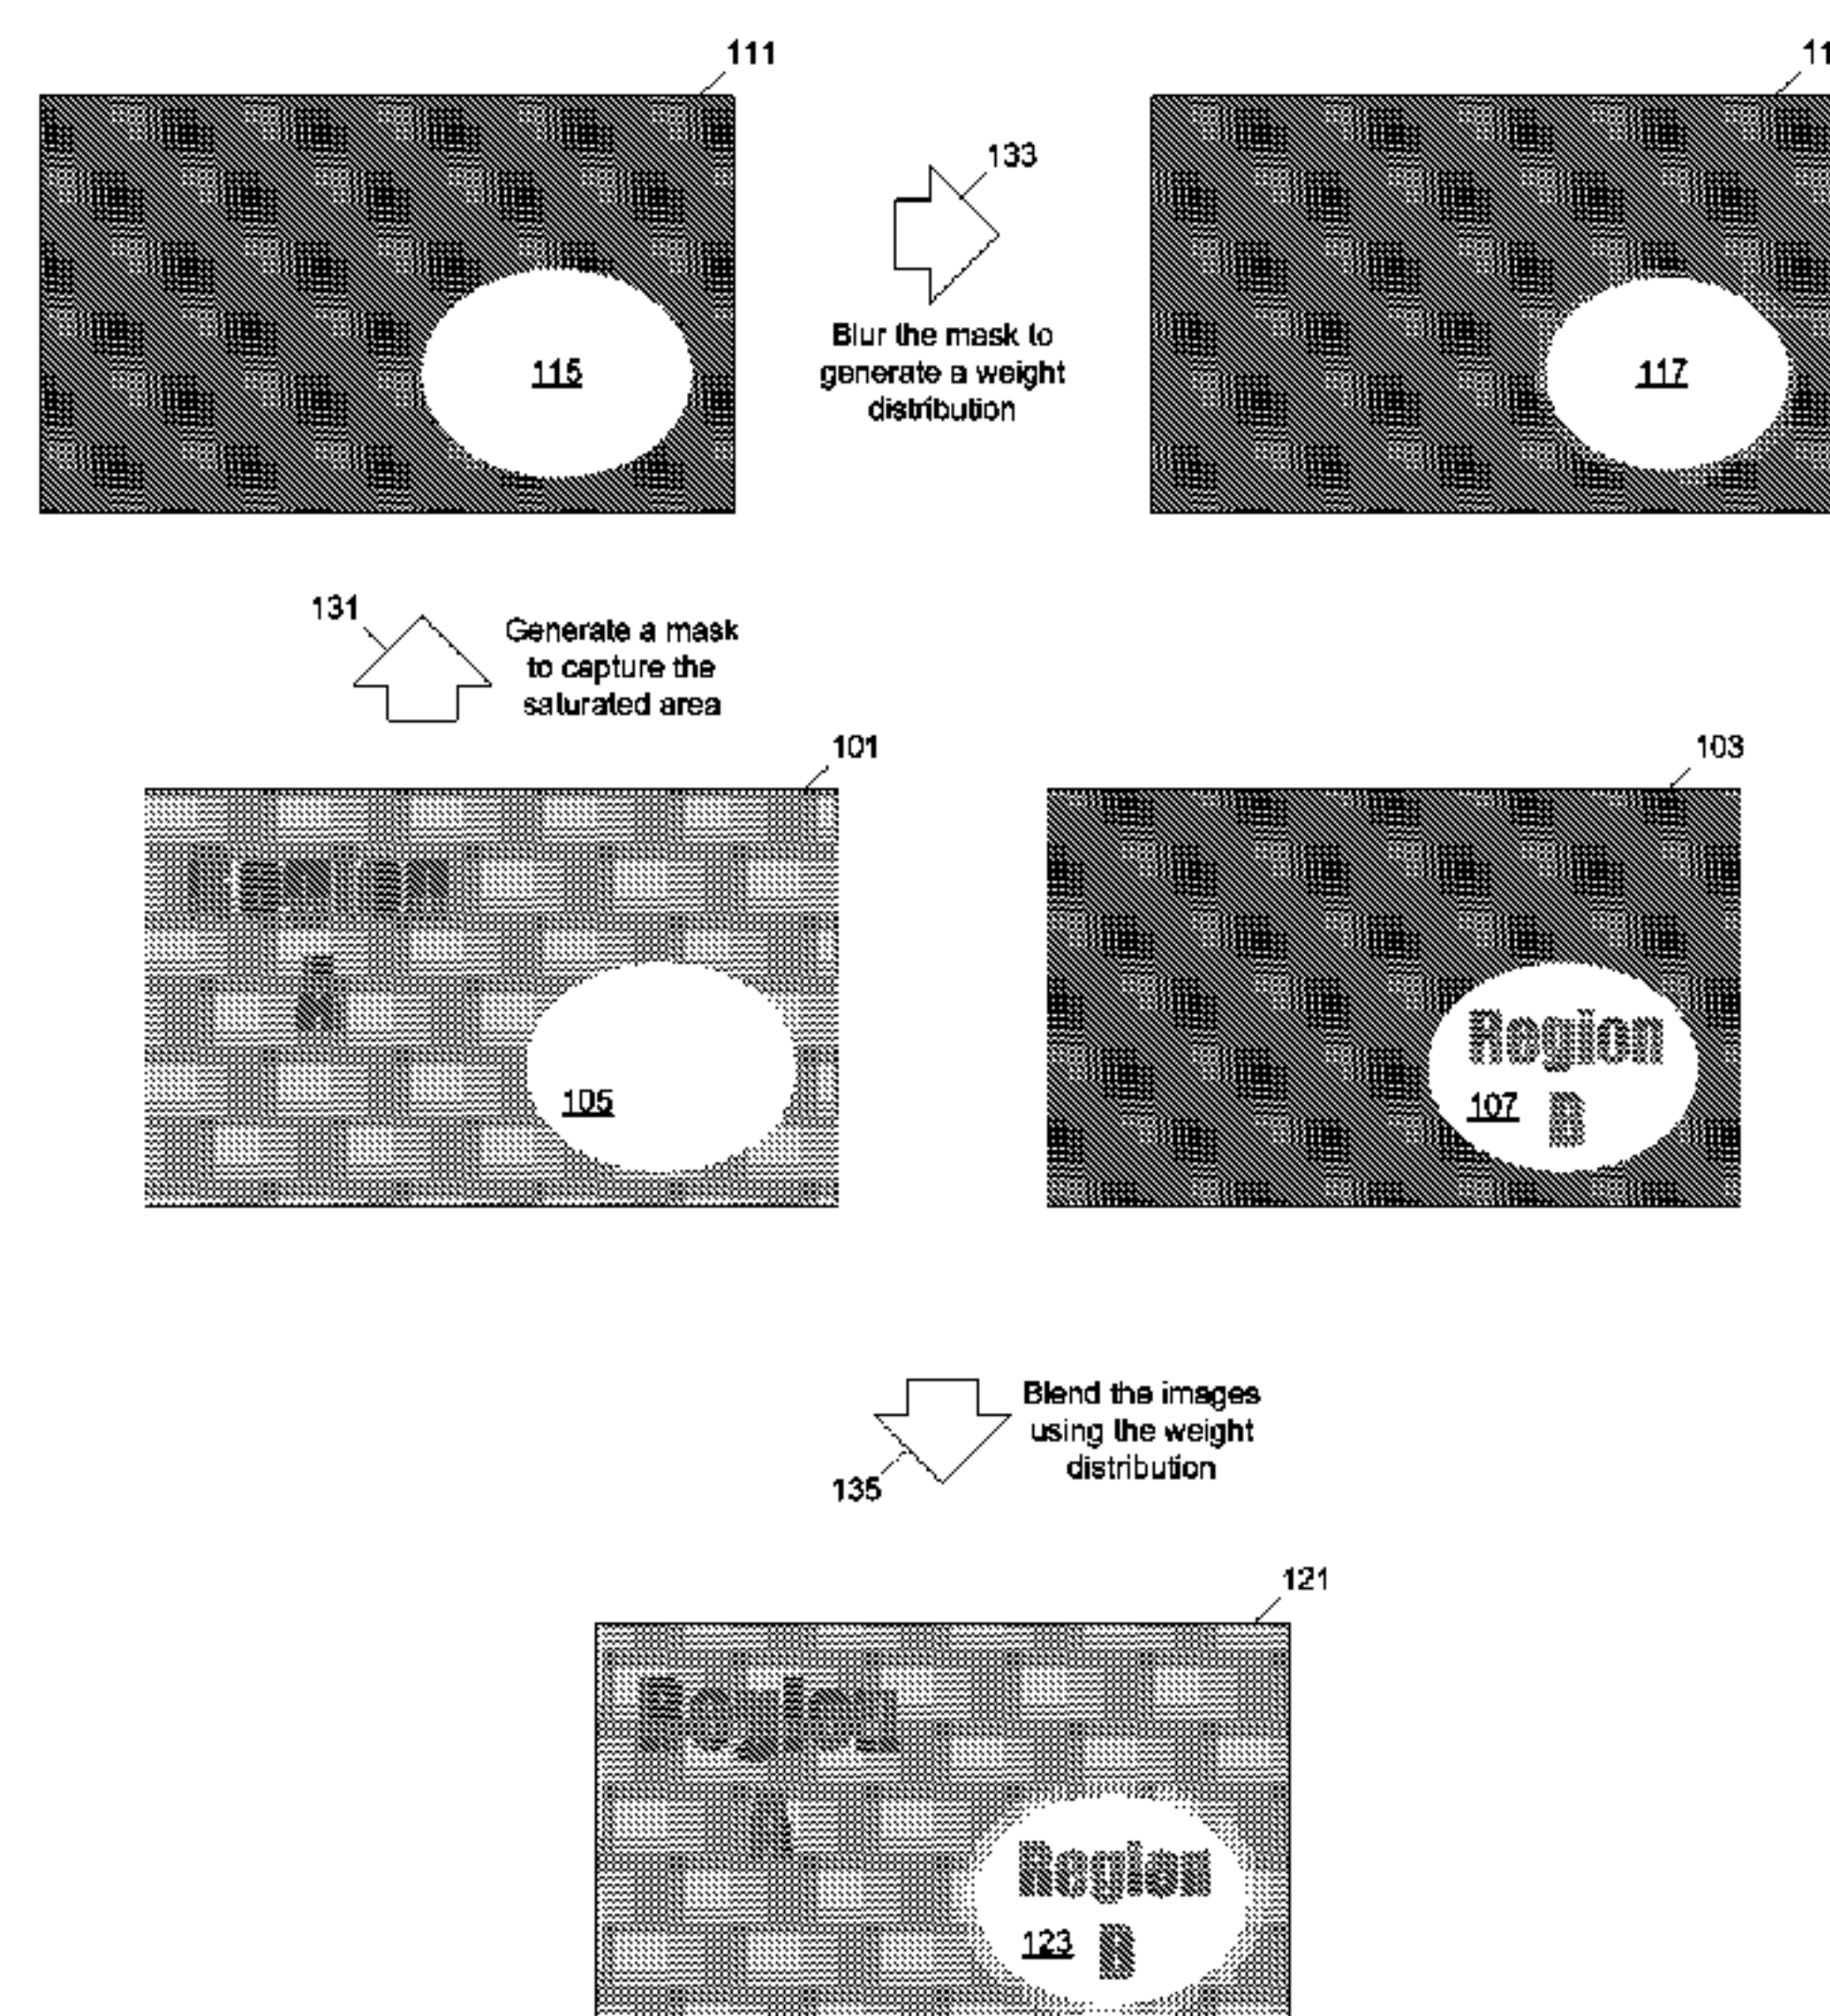 111
133
Blur the mask to
generate a weight
distribution
115
117
131
Generate a mask
to capture the
saturated area
101
103
105
Region
107
B
Blend the images
using the weight
distribution
135
121
Region
A
Region
123
B